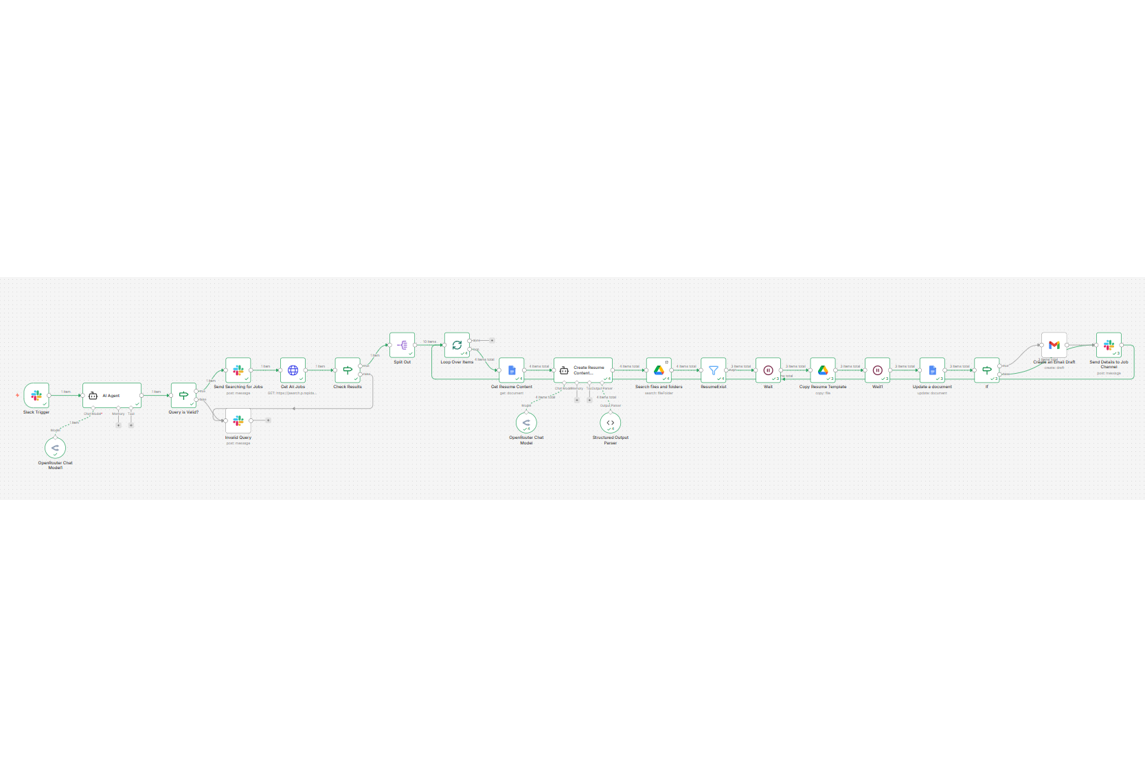 Slack Trigger
1 item
AI Agent
1 item
Chat Model*
Memory
Tool
Model
OpenRouter Chat
Model1
Query is Valid?
Send Searching for Jobs
post message
1 item
Get All Jobs
1 item
Check Results
Invalid Query
post message
1 item
Split Out
Loop Over Items
Get Resume Content
get document
Create Resume
Content...
OpenRouter Chat
Model
Structured Output
Parser
Search files and folders
search: fileFolder
ResumeExist
Wait
Copy Resume Template
copy: file
Wait1
Update a document
update: document
If
Create an Email Draft
create: draft
Send Details to Job
Channel
post: message